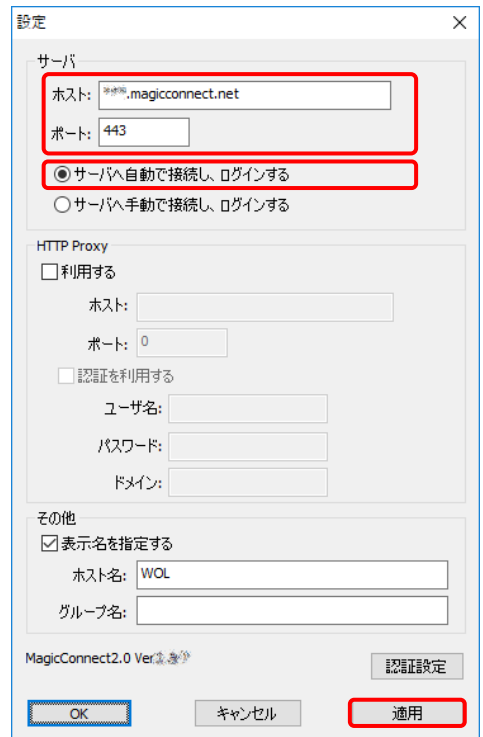 設定
サーバ
ホスト: .magicconnect.net
ポート: 443
サーバへ自動で接続し、ログインする
サーバへ手動で接続し、ログインする
HTTP Proxy
利用する
ホスト:
ポート: 0
認証を利用する
ユーザ名:
パスワード:
ドメイン:
その他
表示名を指定する
ホスト名: WOL
グループ名:
MagicConnect2.0 Ver
認証設定
OK キャンセル 適用